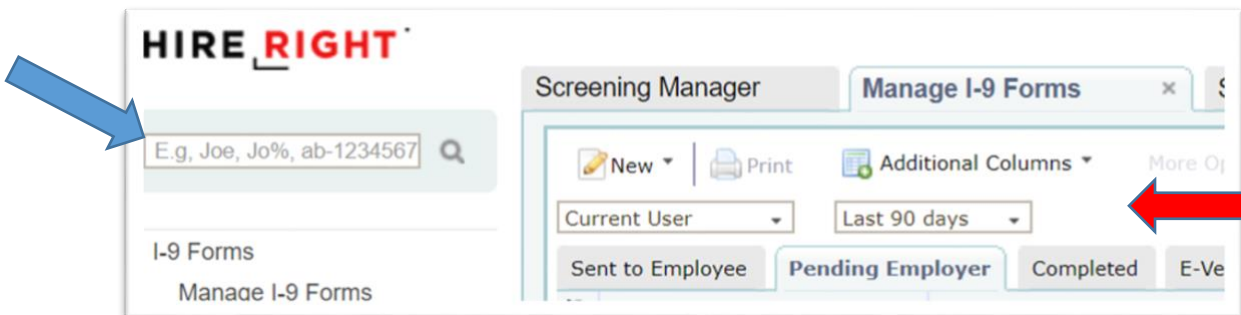 HIRE RIGHT
E.g, Joe, Jo%, ab-1234567
I-9 Forms
Manage I-9 Forms
Screening Manager Manage I-9 Forms ×
New Print Additional Columns More
Current User Last 90 days
Sent to Employee Pending Employer Completed